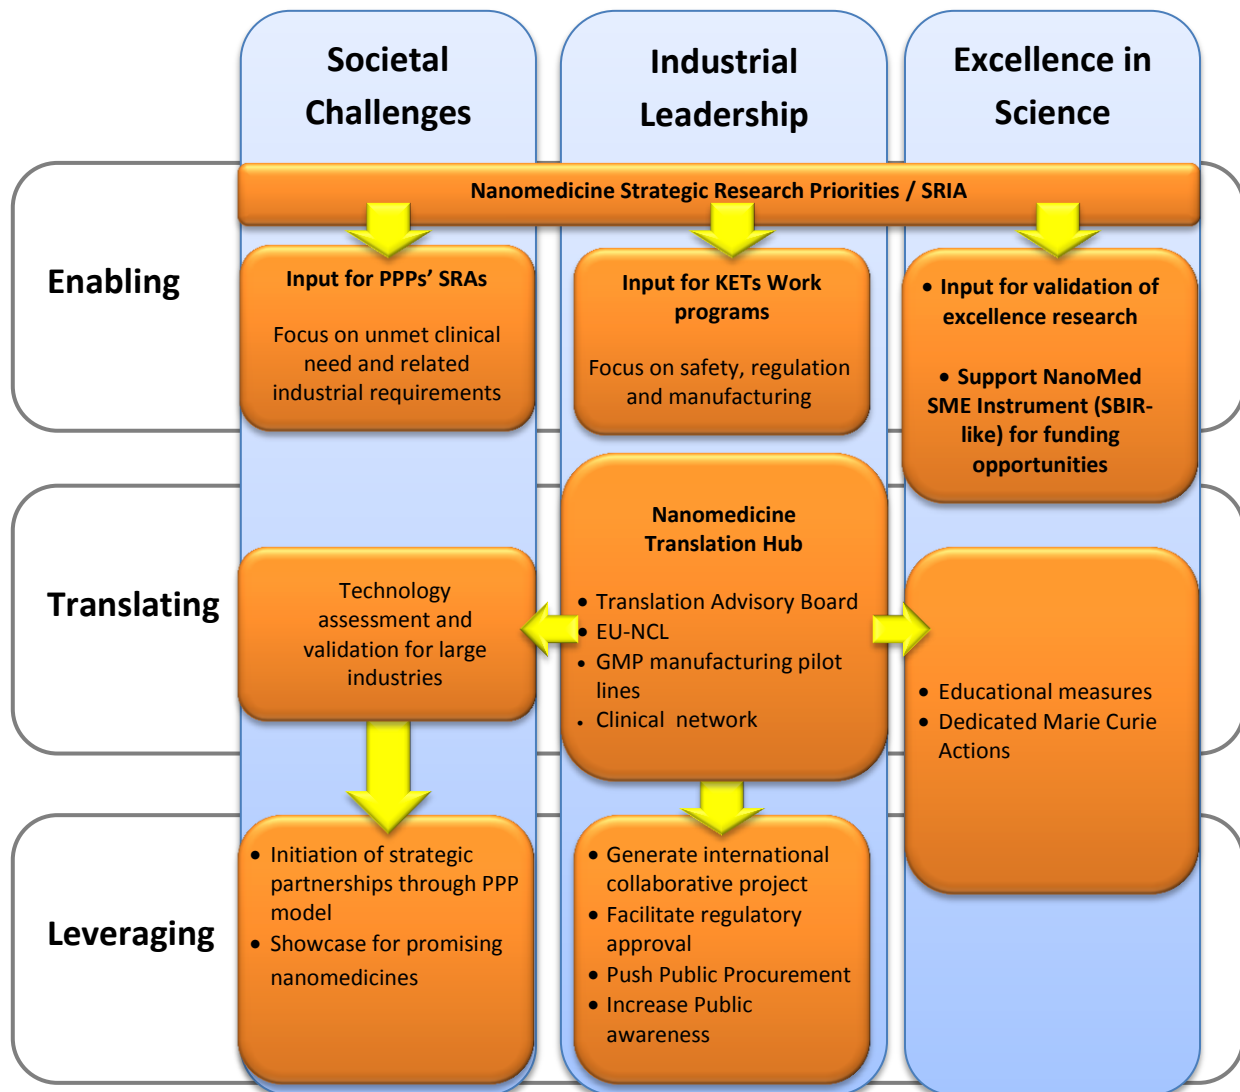 Societal
Challenges
Industrial
Leadership
Excellence in
Science
Nanomedicine Strategic Research Priorities / SRIA
Enabling
Input for PPPs' SRAs
Focus on unmet clinical
need and related
industrial requirements
Input for KETs Work
programs
Focus on safety, regulation
and manufacturing
• Input for validation of
excellence research
• Support NanoMed
SME Instrument (SBIR-
like) for funding
opportunities
Translating
Technology
assessment and
validation for large
industries
Nanomedicine
Translation Hub
• Translation Advisory Board
• EU-NCL
• GMP manufacturing pilot
lines
• Clinical network
• Educational measures
• Dedicated Marie Curie
Actions
Leveraging
• Initiation of strategic
partnerships through PPP
model
• Showcase for promising
nanomedicines
• Generate international
collaborative project
• Facilitate regulatory
approval
• Push Public Procurement
• Increase Public
awareness